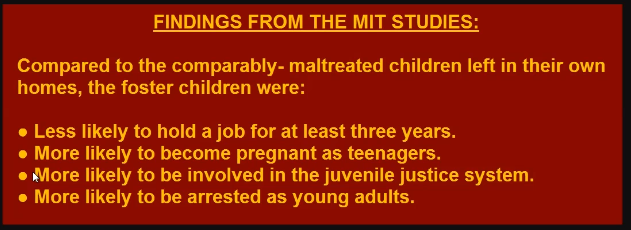 FINDINGS FROM THE MIT STUDIES:
Compared to the comparably- maltreated children left in their own
homes, the foster children were:
● Less likely to hold a job for at least three years.
● More likely to become pregnant as teenagers.
● More likely to be involved in the juvenile justice system.
● More likely to be arrested as young adults.